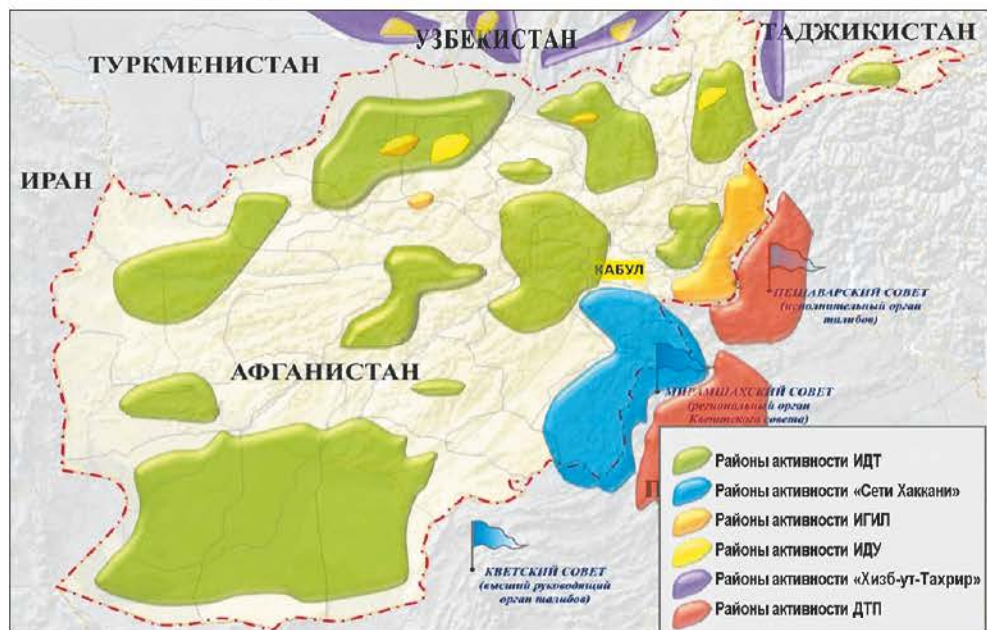 УЗБЕКИСТАН
ТАДЖИКИСТАН
ТУРКМЕНИСТАН
ИРАН
КАБУЛ
ПЕШАВАРСКИЙ СОВЕТ
(исполнительный орган
талибов)
АФГАНИСТАН
МИРАМШАХСКИЙ СОВЕТ
(региональный орган
Кветтского совета)
П
КВЕТСКИЙ СОВЕТ
(высший руководящий
орган талибов)
Районы активности ИДТ
Районы активности «Сети Хаккани»
Районы активности ИГИЛ
Районы активности ИДУ
Районы активности «Хизб-ут-Тахрир»
Районы активности ДТП